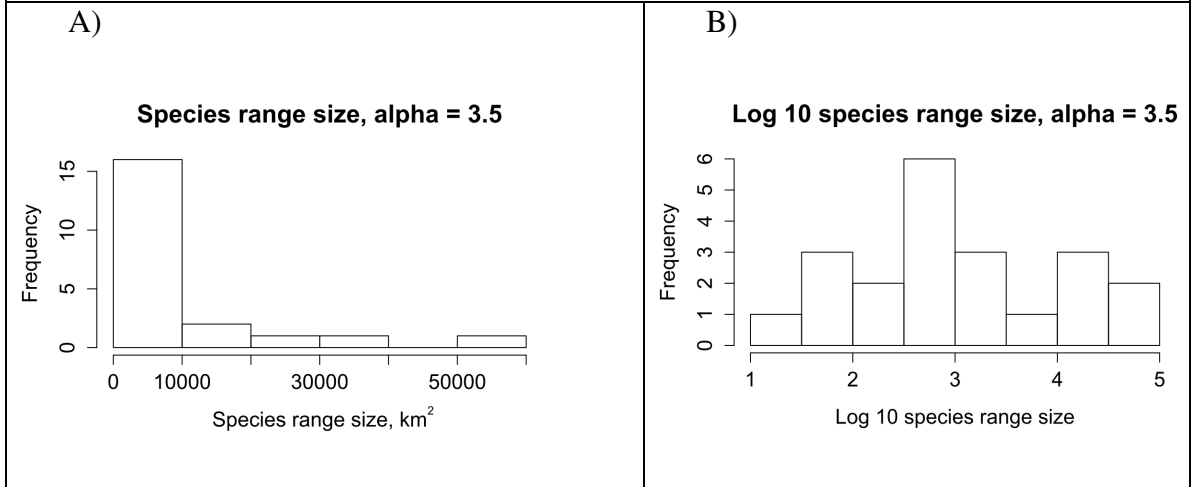 A)
Species range size, alpha = 3.5
Frequency
15
10
5
0
0 10000 30000 50000
Species range size, km²
B)
Log 10 species range size, alpha = 3.5
Frequency
6
5
4
3
2
1
0
1 2 3 4 5
Log 10 species range size